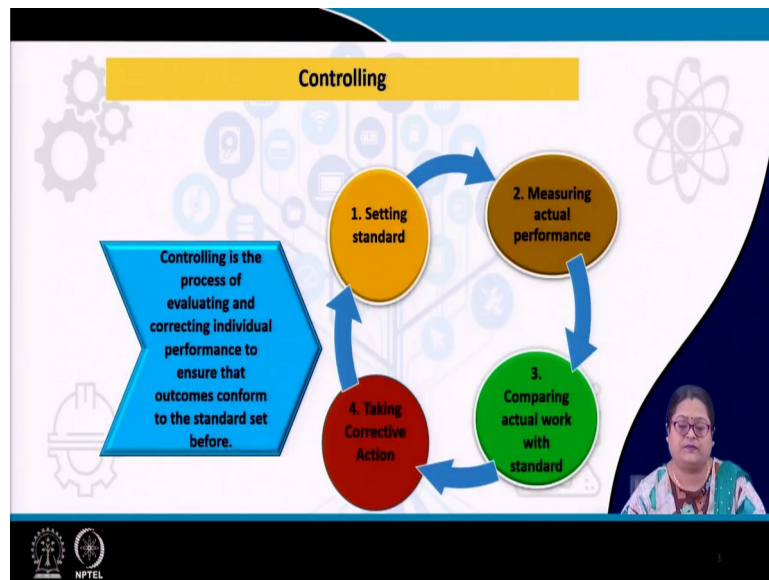 Controlling
1. Setting
standard
2. Measuring
actual
performance
Controlling is the
process of
evaluating and
correcting individual
performance to
ensure that
outcomes conform
to the standard set
before.
3.
Comparing
actual work
with
standard
4. Taking
Corrective
Action
NPTEL
3